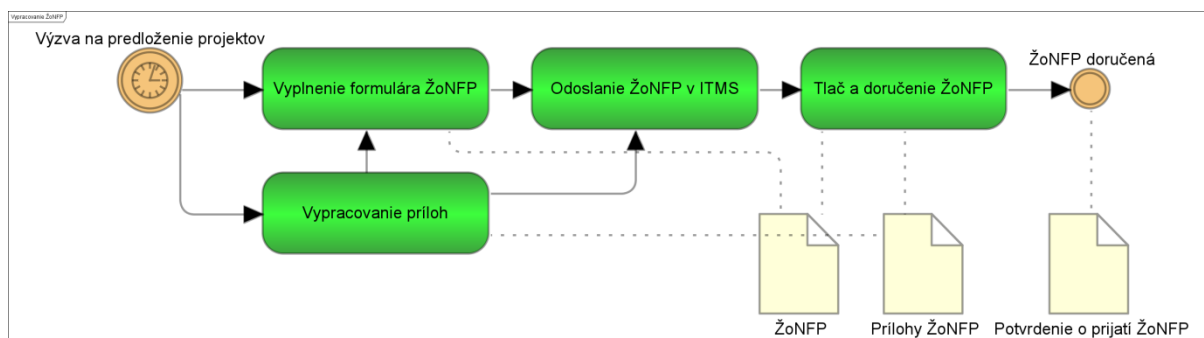 Vypracovanie ŽoNFP
Výzva na predloženie projektov
ŽoNFP doručená
Vyplnenie formulára ŽoNFP
Odoslanie ŽoNFP v ITMS
Tlač a doručenie ŽoNFP
Vypracovanie príloh
ŽoNFP
Prílohy ŽoNFP
Potvrdenie o prijatí ŽoNFP